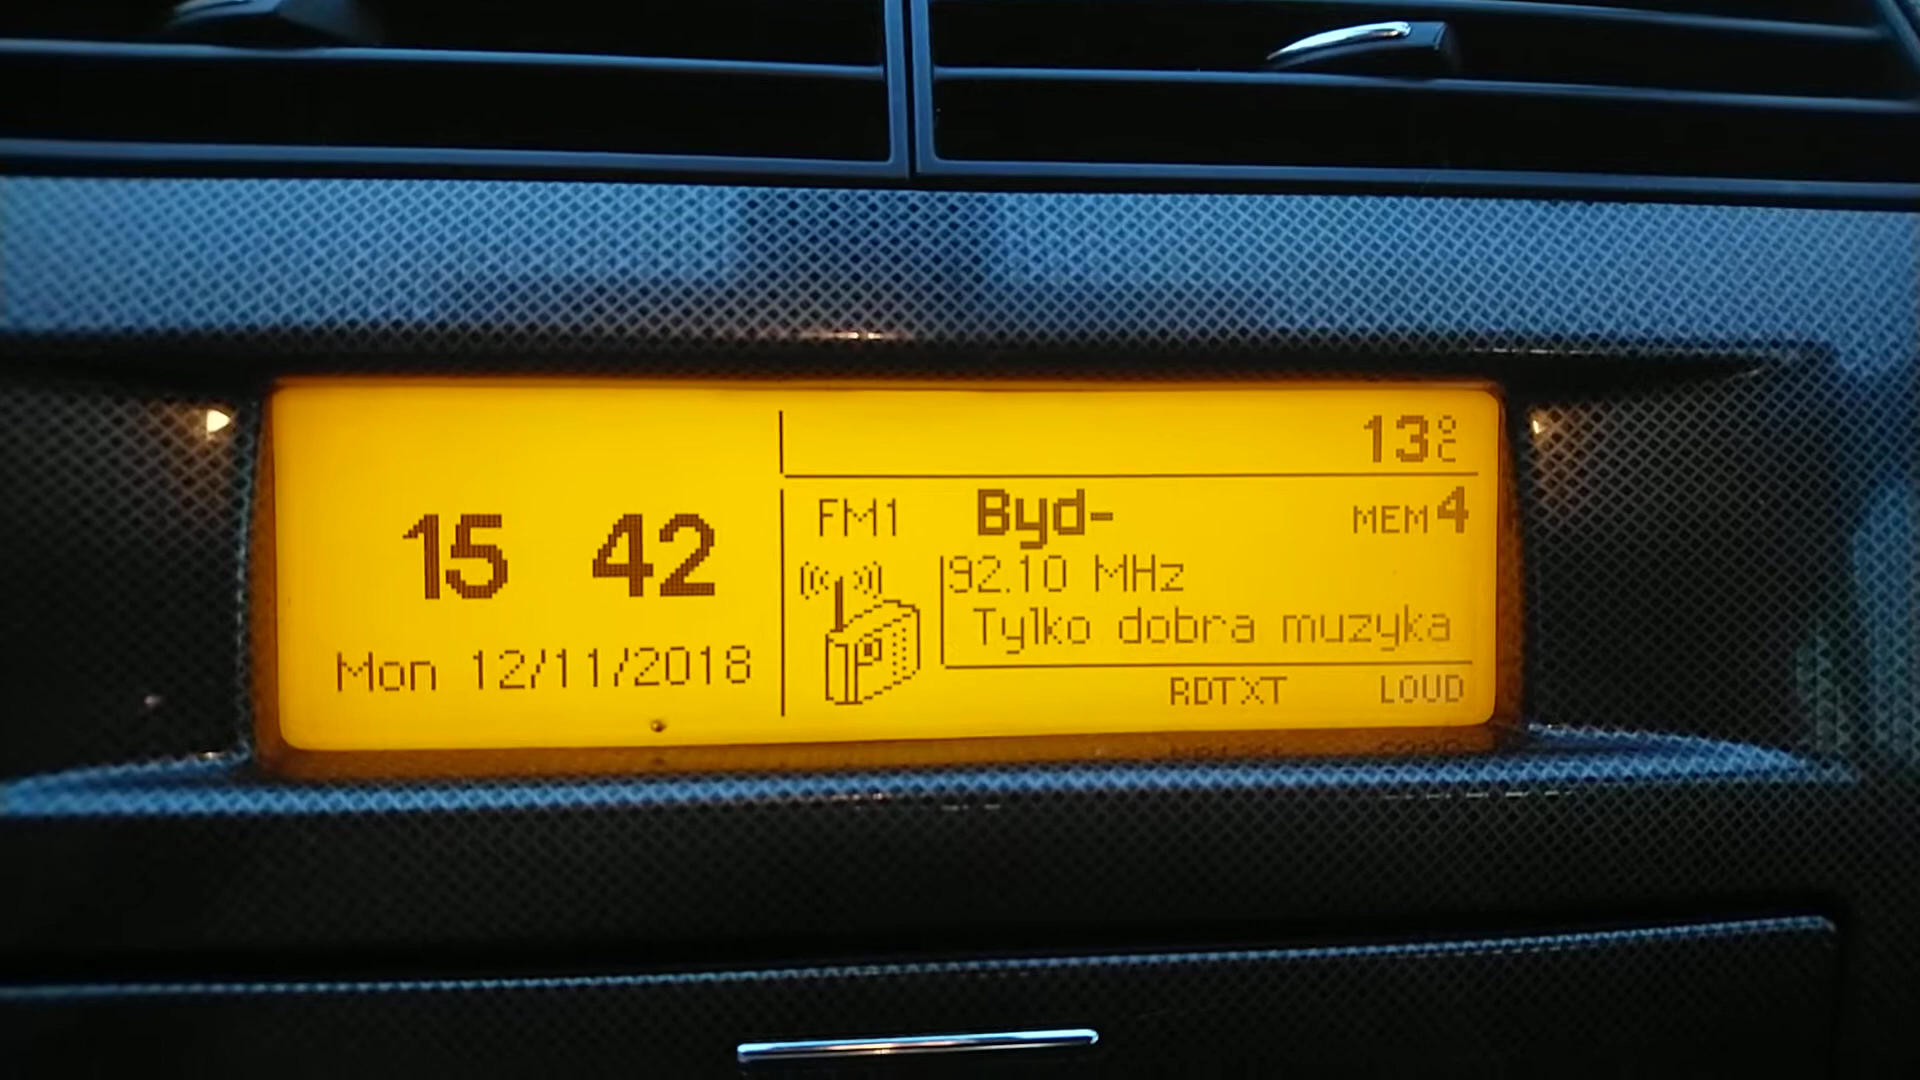 13°C
15 42
Mon 12/11/2018
FM1 Byd- MEM 4
92.10 MHz
Tylko dobra muzyka
RDTXT LOUD